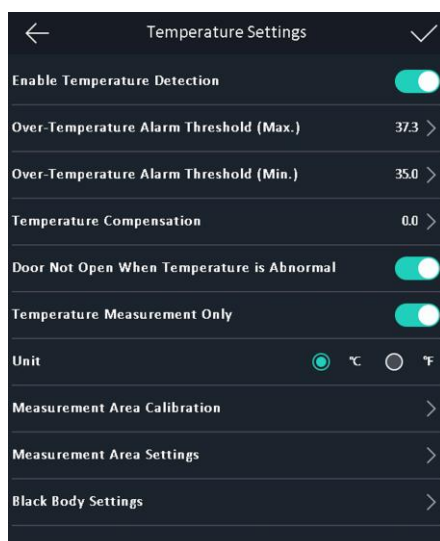 Temperature Settings
Enable Temperature Detection
Over-Temperature Alarm Threshold (Max.) 37.3
Over-Temperature Alarm Threshold (Min.) 35.0
Temperature Compensation 0.0
Door Not Open When Temperature is Abnormal
Temperature Measurement Only
Unit ℃ ℉
Measurement Area Calibration
Measurement Area Settings
Black Body Settings